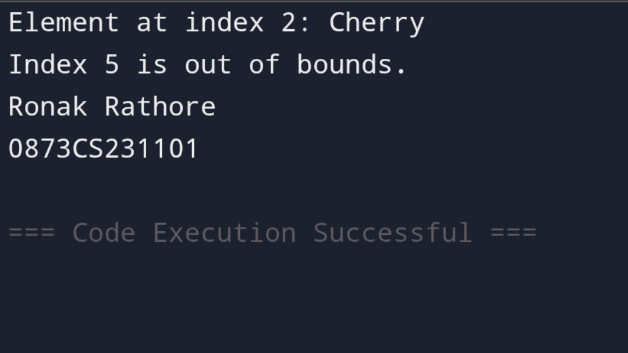 Element at index 2: Cherry
Index 5 is out of bounds.
Ronak Rathore
0873CS231101
=== Code Execution Successful ===